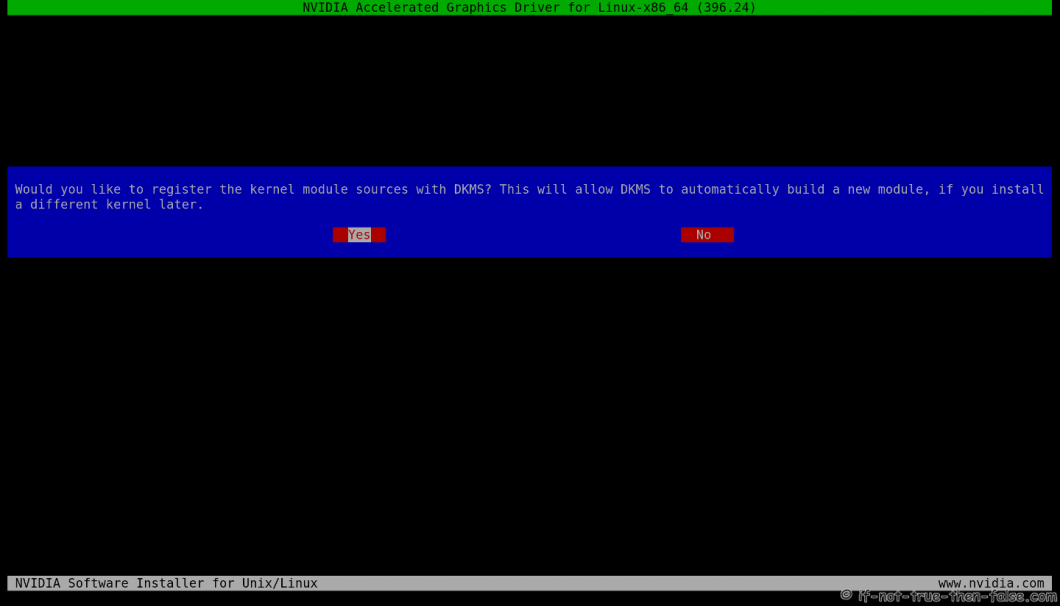 NVIDIA Accelerated Graphics Driver for Linux-x86_64 (396.24)
Would you like to register the kernel module sources with DKMS? This will allow DKMS to automatically build a new module, if you install
a different kernel later.
Yes No
NVIDIA Software Installer for Unix/Linux www.nvidia.com
© if-not-true-then-false.com